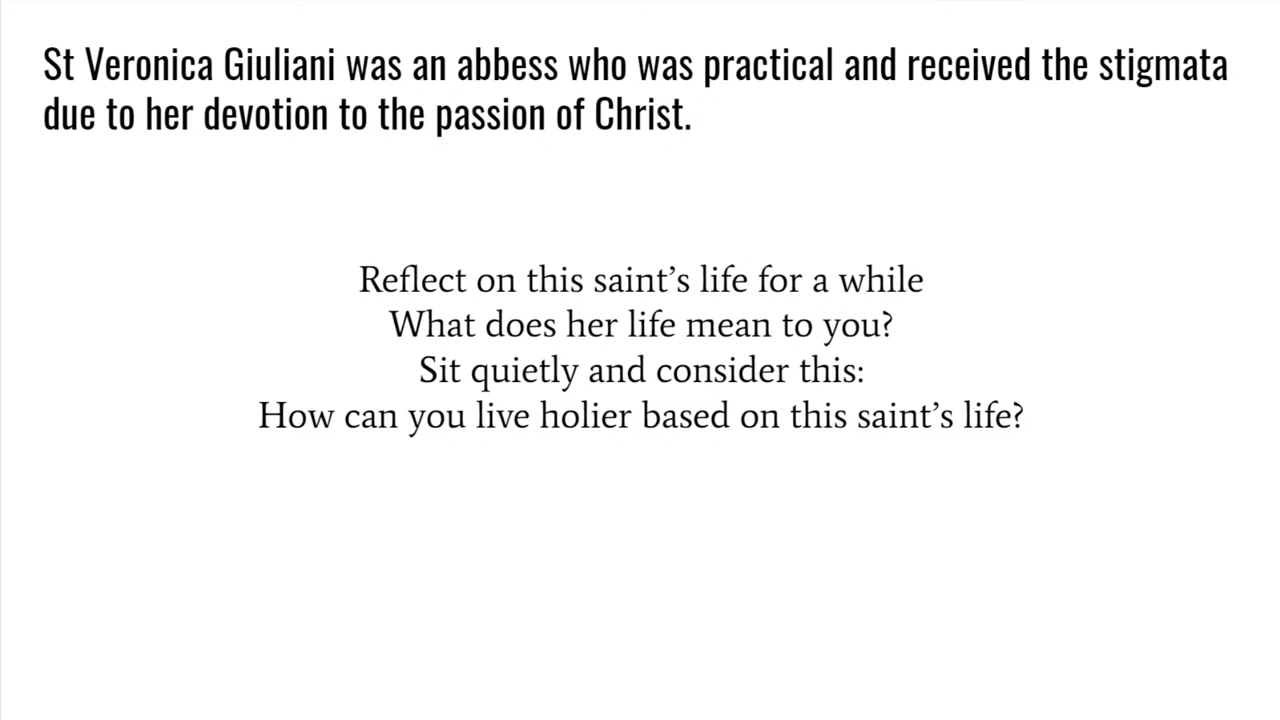 St Veronica Giuliani was an abbess who was practical and received the stigmata
due to her devotion to the passion of Christ.
Reflect on this saint’s life for a while
What does her life mean to you?
Sit quietly and consider this:
How can you live holier based on this saint’s life?